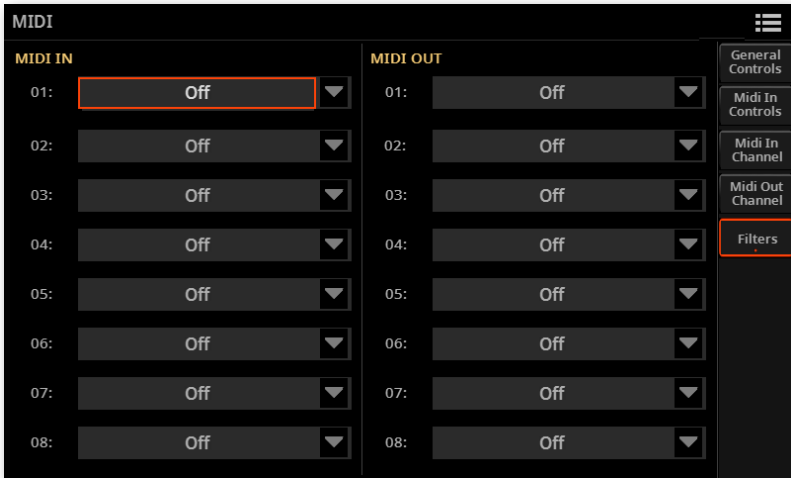 MIDI
MIDI IN
01: Off
02: Off
03: Off
04: Off
05: Off
06: Off
07: Off
08: Off
MIDI OUT
01: Off
02: Off
03: Off
04: Off
05: Off
06: Off
07: Off
08: Off
General
Controls
Midi In
Controls
Midi In
Channel
Midi Out
Channel
Filters